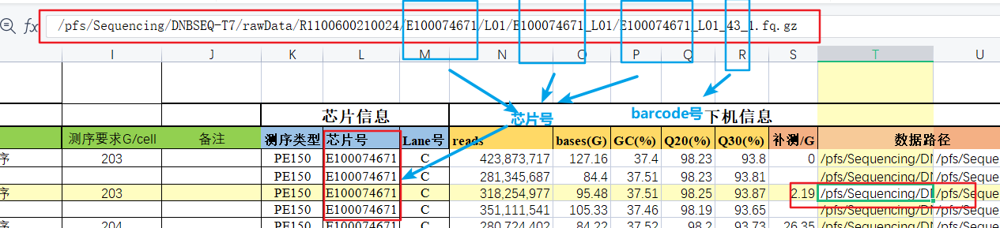 fx /pfs/Sequencing/DNBSEQ-T7/rawData/R1100600210024/E100074671/L01/E100074671_L01/E100074671_L01_43_1.fq.gz
I J K L M N O P Q R S T U
芯片号 barcode号
芯片信息 下机信息
测序要求G/cell 备注 测序类型 芯片号 Lane号 reads bases(G) GC(%) Q20(%) Q30(%) 补测/G 数据路径
序 203 PE150 E100074671 C 423,873,717 127.16 37.4 98.23 93.8 0 /pfs/Sequencing/DN /pfs/Seque
PE150 E100074671 C 281,345,687 84.4 37.51 98.23 93.81 /pfs/Sequencing/DN /pfs/Seque
序 203 PE150 E100074671 C 318,254,977 95.48 37.51 98.25 93.87 2.19 /pfs/Sequencing/DN /pfs/Seque
PE150 E100074671 C 351,111,541 105.33 37.46 98.19 93.65 /pfs/Sequencing/DN /pfs/Seque
序 204 PE150 E100074671 C 280,724,402 84.22 37.52 98.2 93.73 26.35 /pfs/Sequencing/DN /pfs/Seque